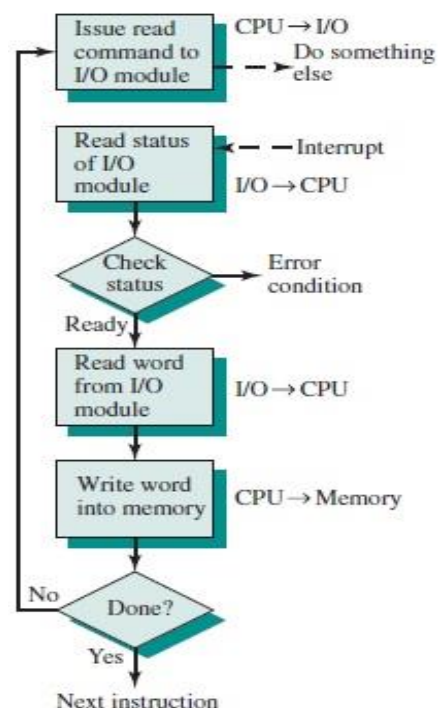 Issue read
command to
I/O module
CPU → I/O
Do something
else
Read status
of I/O
module
Interrupt
I/O → CPU
Check
status
Error
condition
Ready
Read word
from I/O
module
I/O → CPU
Write word
into memory
CPU → Memory
No
Done?
Yes
Next instruction